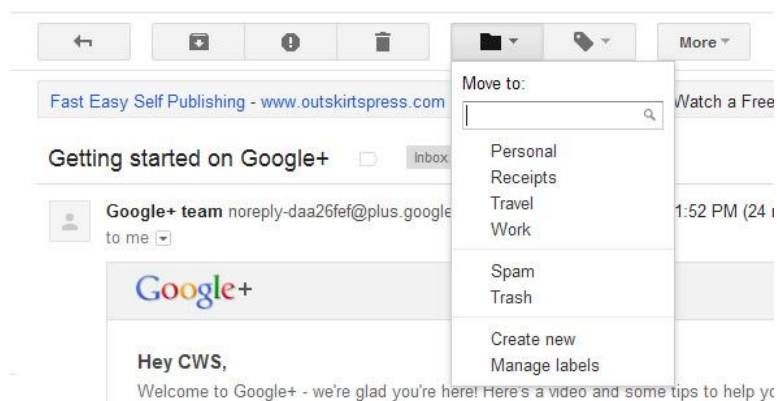 More
Fast Easy Self Publishing - www.outskirtspress.com
Watch a Free
Move to:
Getting started on Google+
Inbox
Personal
Receipts
Travel
Work
Google+ team noreply-daa26fef@plus.google
1:52 PM (24
to me
Spam
Trash
Google+
Create new
Manage labels
Hey CWS,
Welcome to Google+ - we're glad you're here! Here's a video and some tips to help